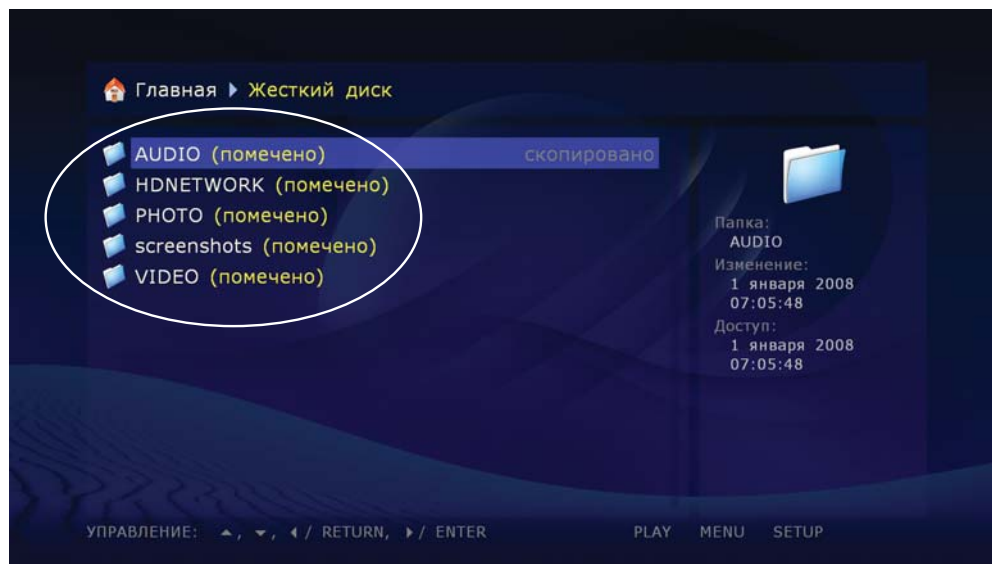 Главная Жесткий диск
AUDIO (помечено) скопировано
HDNETWORK (помечено)
PHOTO (помечено)
screenshots (помечено)
VIDEO (помечено)
Папка:
AUDIO
Изменение:
1 января 2008
07:05:48
Доступ:
1 января 2008
07:05:48
УПРАВЛЕНИЕ: ▲, ▼, ◀/ RETURN, ▶/ ENTER PLAY MENU SETUP